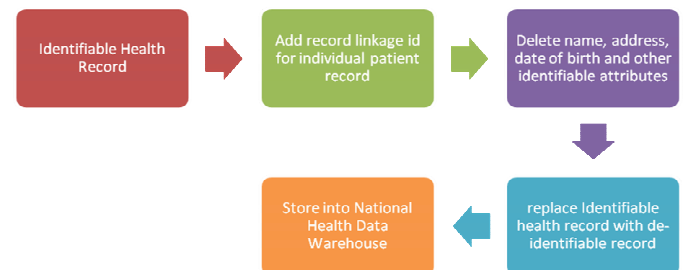 Identifiable Health
Record
Add record linkage id
for individual patient
record
Delete name, address,
date of birth and other
identifiable attributes
replace Identifiable
health record with de-
identifiable record
Store into National
Health Data
Warehouse